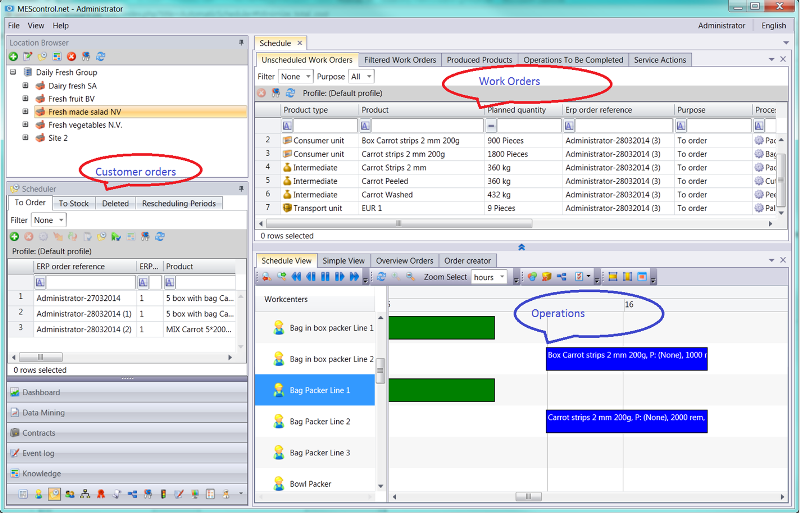 MEScontrol.net - Administrator
File View Help
Administrator English
Location Browser
Daily Fresh Group
Dairy fresh SA
Fresh fruit BV
Fresh made salad NV
Fresh vegetables N.V.
Site 2
Customer orders
Scheduler
To Order To Stock Deleted Rescheduling Periods
Filter None
Profile: (Default profile)
ERP order reference ERP... Product
1 Administrator-27032014 1 5 box with bag Ca...
2 Administrator-28032014 (1) 1 5 box with bag Ca...
3 Administrator-28032014 (2) 1 MIX Carrot 5*200...
0 rows selected
Dashboard
Data Mining
Contracts
Event log
Knowledge
Schedule
Unscheduled Work Orders Filtered Work Orders Produced Products Operations To Be Completed Service Actions
Filter None Purpose All
Work Orders
Profile: (Default profile)
Product type Product Planned quantity Erp order reference Purpose Proces
2 Consumer unit Box Carrot strips 2 mm 200g 900 Pieces Administrator-28032014 (3) To order Pac
3 Consumer unit Carrot strips 2 mm 200g 1800 Pieces Administrator-28032014 (3) To order Bag
4 Intermediate Carrot Strips 2 mm 360 kg Administrator-28032014 (3) To order Pac
5 Intermediate Carrot Peeled 360 kg Administrator-28032014 (3) To order Cut
6 Intermediate Carrot Washed 432 kg Administrator-28032014 (3) To order Pee
7 Transport unit EUR 1 9 Pieces Administrator-28032014 (3) To order Pal
0 rows selected
Schedule View Simple View Overview Orders Order creator
Zoom Select hours
Workcenters
16
Operations
Bag in box packer Line 1
Bag in box packer Line 2
Box Carrot strips 2 mm 200g, P: (None), 1000 r
Bag Packer Line 1
Bag Packer Line 2
Carrot strips 2 mm 200g, P: (None), 2000 rem,
Bag Packer Line 3
Bowl Packer